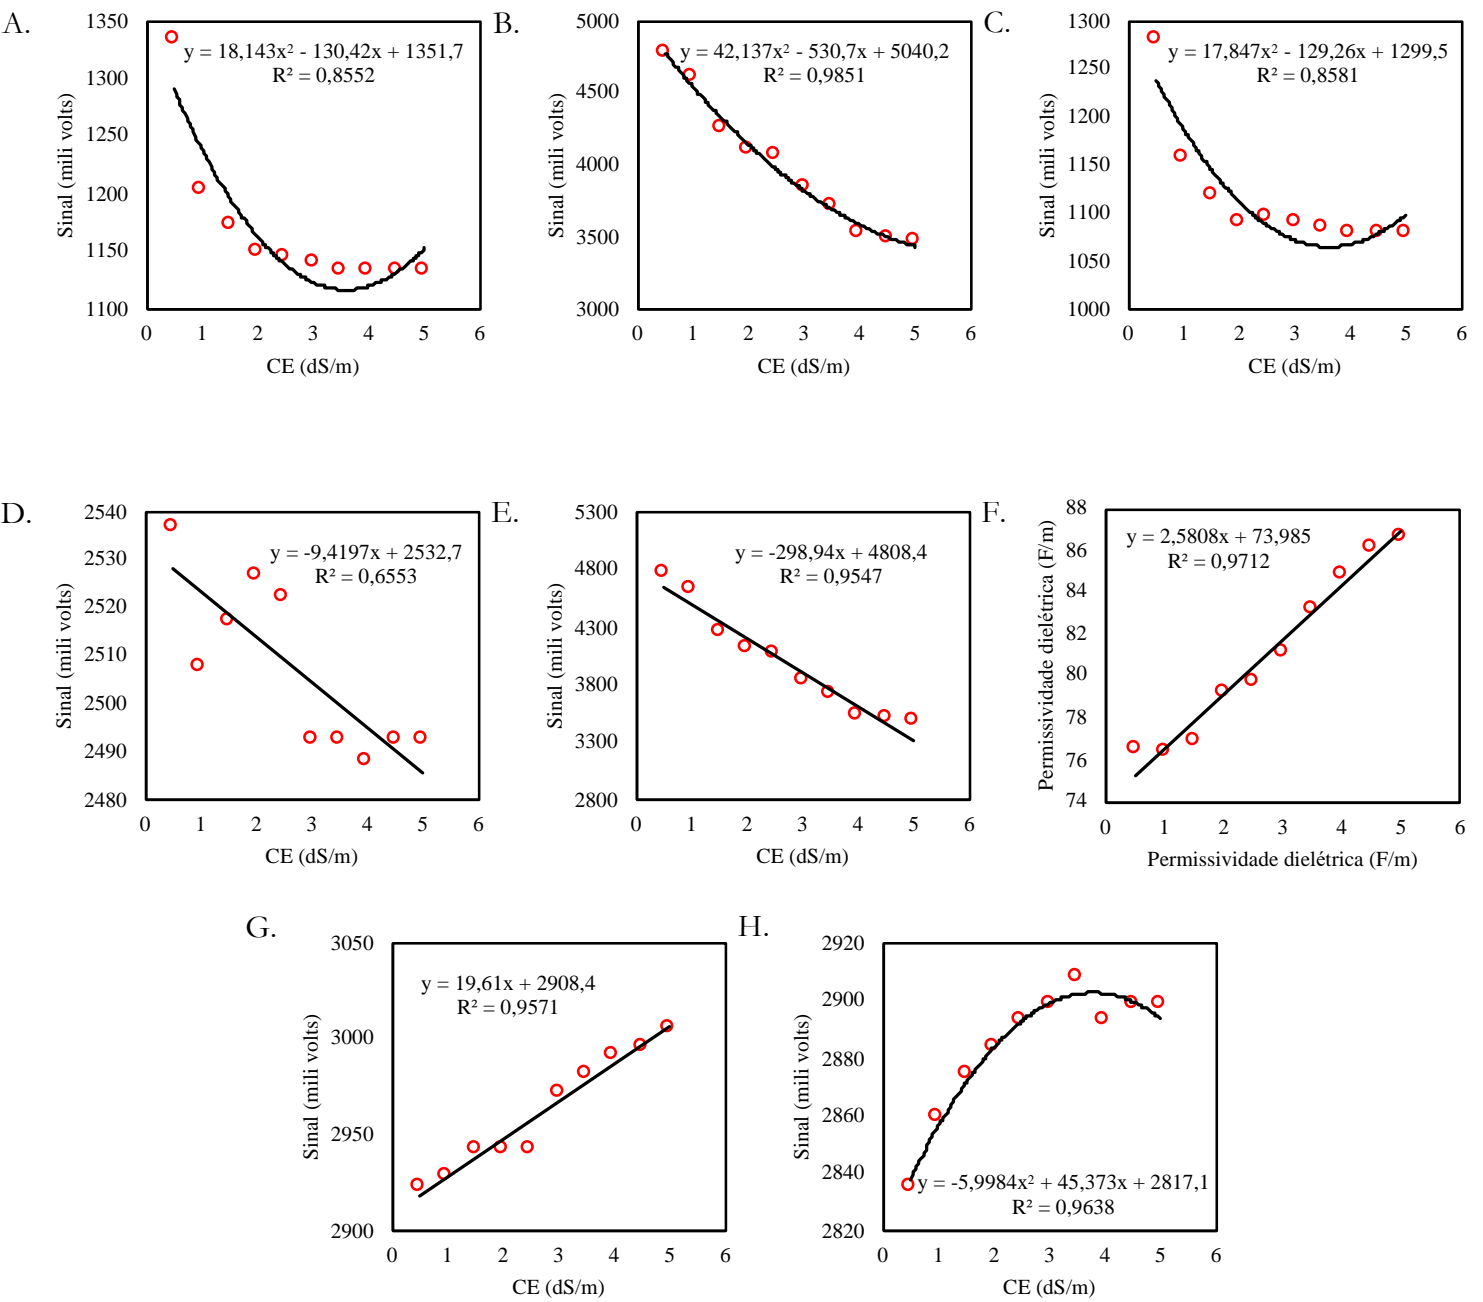 A.
1350
1300
1250
1200
1150
1100
Sinal (mili volts)
y = 18,143x² - 130,42x + 1351,7
R² = 0,8552
0 1 2 3 4 5 6
CE (dS/m)
B.
5000
4500
4000
3500
3000
Sinal (mili volts)
y = 42,137x² - 530,7x + 5040,2
R² = 0,9851
0 1 2 3 4 5 6
CE (dS/m)
C.
1300
1250
1200
1150
1100
1050
1000
Sinal (mili volts)
y = 17,847x² - 129,26x + 1299,5
R² = 0,8581
0 1 2 3 4 5 6
CE (dS/m)
D.
2540
2530
2520
2510
2500
2490
2480
Sinal (mili volts)
y = -9,4197x + 2532,7
R² = 0,6553
0 1 2 3 4 5 6
CE (dS/m)
E.
5300
4800
4300
3800
3300
2800
Sinal (mili volts)
y = -298,94x + 4808,4
R² = 0,9547
0 1 2 3 4 5 6
CE (dS/m)
F.
88
86
84
82
80
78
76
74
Permissividade dielétrica (F/m)
y = 2,5808x + 73,985
R² = 0,9712
0 1 2 3 4 5 6
Permissividade dielétrica (F/m)
G.
3050
3000
2950
2900
Sinal (mili volts)
y = 19,61x + 2908,4
R² = 0,9571
0 1 2 3 4 5 6
CE (dS/m)
H.
2920
2900
2880
2860
2840
2820
Sinal (mili volts)
y = -5,9984x² + 45,373x + 2817,1
R² = 0,9638
0 1 2 3 4 5 6
CE (dS/m)